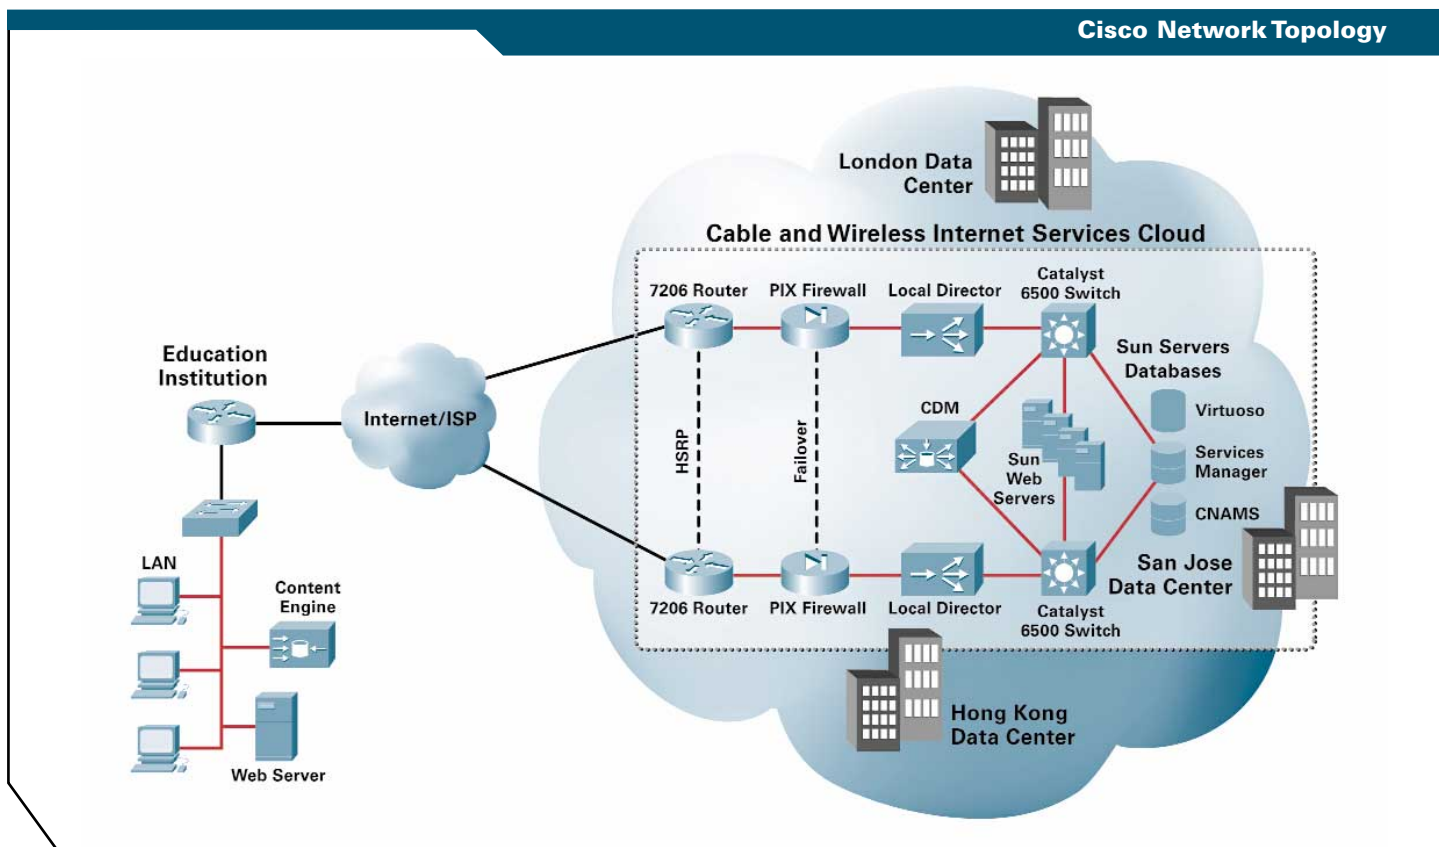 Cisco Network Topology
London Data
Center
Cable and Wireless Internet Services Cloud
7206 Router
PIX Firewall
Local Director
Catalyst
6500 Switch
Education
Institution
Internet/ISP
Sun Servers
Databases
Virtuoso
Services
Manager
CNAMS
CDM
Sun
Web
Servers
HSRP
Failover
LAN
Content
Engine
Web Server
San Jose
Data Center
7206 Router
PIX Firewall
Local Director
Catalyst
6500 Switch
Hong Kong
Data Center